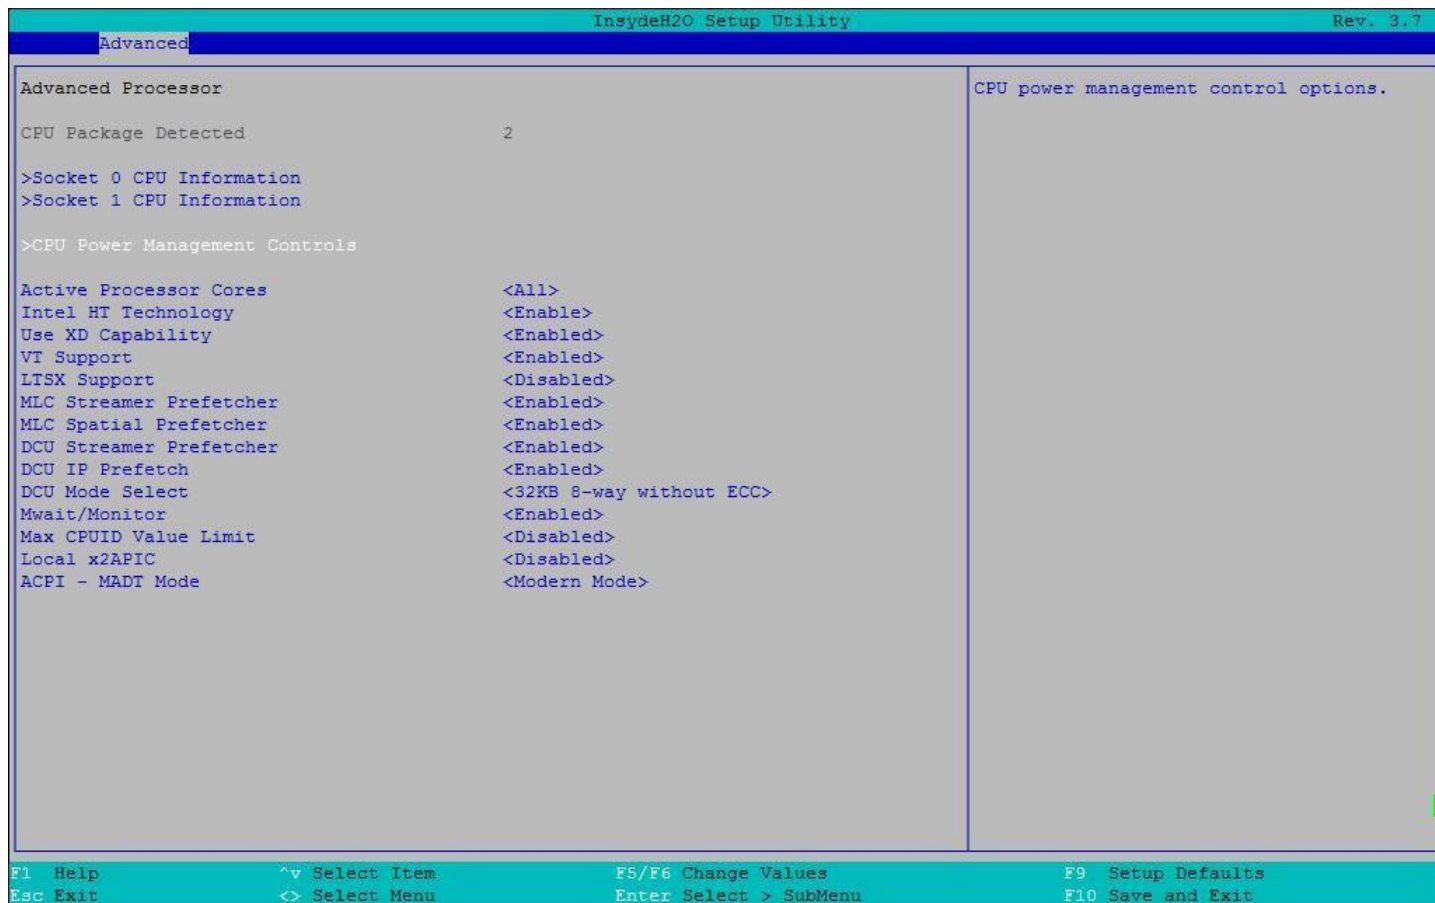 InsydeH2O Setup Utility Rev. 3.7
Advanced
Advanced Processor
CPU power management control options.
CPU Package Detected 2
>Socket 0 CPU Information
>Socket 1 CPU Information
>CPU Power Management Controls
Active Processor Cores <All>
Intel HT Technology <Enable>
Use XD Capability <Enabled>
VT Support <Enabled>
LTSX Support <Disabled>
MLC Streamer Prefetcher <Enabled>
MLC Spatial Prefetcher <Enabled>
DCU Streamer Prefetcher <Enabled>
DCU IP Prefetch <Enabled>
DCU Mode Select <32KB 8-way without ECC>
Mwait/Monitor <Enabled>
Max CPUID Value Limit <Disabled>
Local x2APIC <Disabled>
ACPI - MADT Mode <Modern Mode>
F1 Help ^v Select Item F5/F6 Change Values F9 Setup Defaults
Esc Exit <> Select Menu Enter Select > SubMenu F10 Save and Exit